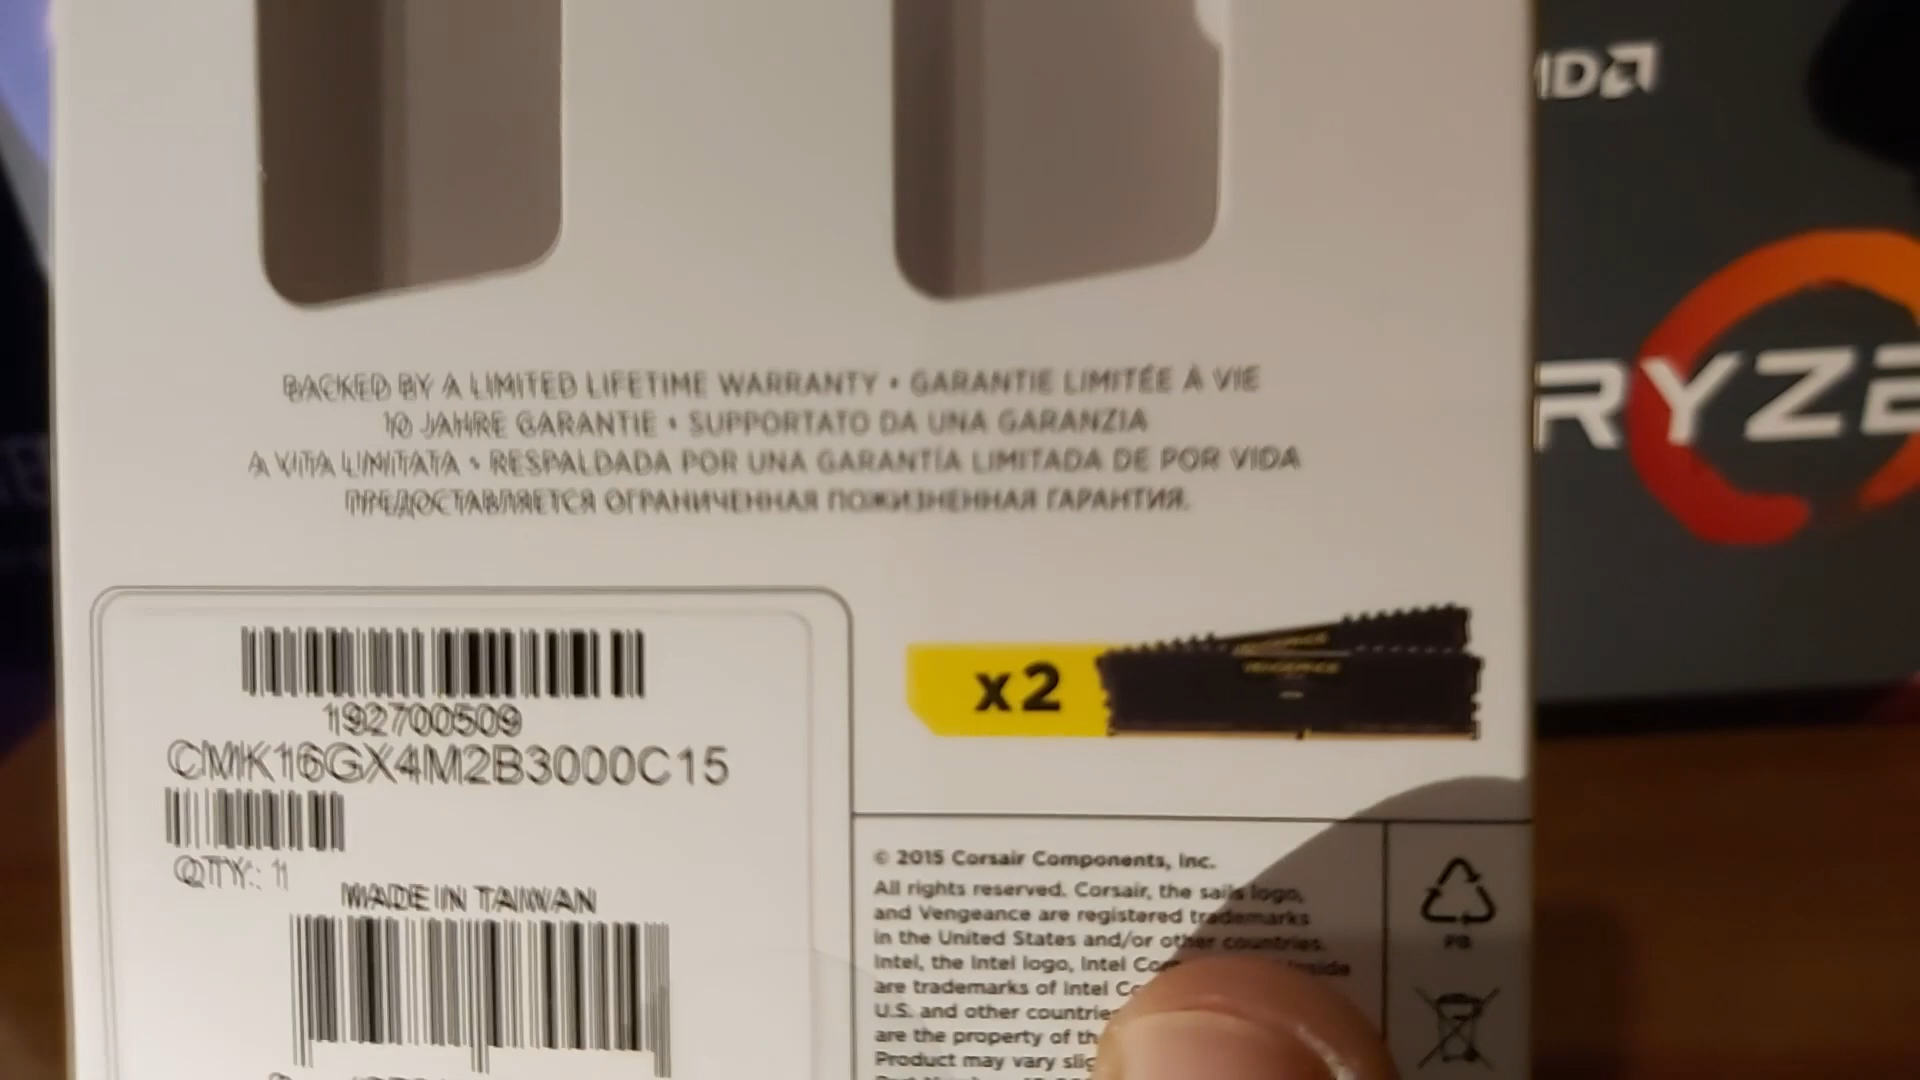 BACKED BY A LIMITED LIFETIME WARRANTY • GARANTIE LIMITÉE À VIE
10 JAHRE GARANTIE • SUPPORTATO DA UNA GARANZIA
A VITA LIMITATA • RESPALDADA POR UNA GARANTÍA LIMITADA DE POR VIDA
ПРЕДОСТАВЛЯЕТСЯ ОГРАНИЧЕННАЯ ПОЖИЗНЕННАЯ ГАРАНТИЯ.
192700509
CMK16GX4M2B3000C15
QTY: 1
MADE IN TAIWAN
x2
VENGEANCE
© 2015 Corsair Components, Inc.
All rights reserved. Corsair, the sails logo,
and Vengeance are registered trademarks
in the United States and/or other countries.
Intel, the Intel logo, Intel
are trademarks of Intel
U.S. and other
are the property of
Product may vary
RYZE